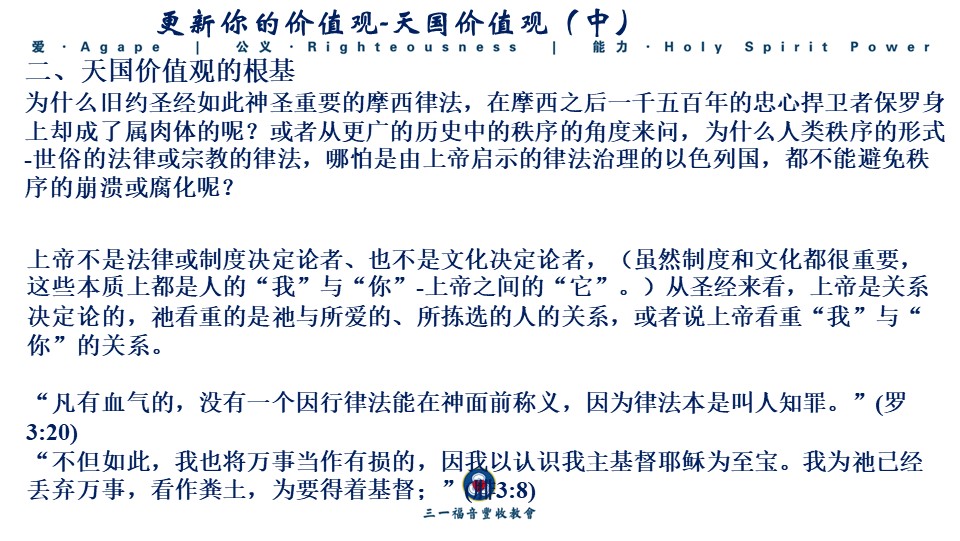 更新你的价值观-天国价值观（中）
爱·Agape | 公义·Righteousness | 能力·Holy Spirit Power
二、天国价值观的根基
为什么旧约圣经如此神圣重要的摩西律法，在摩西之后一千五百年的忠心捍卫者保罗身
上却成了属肉体的呢？或者从更广的历史中的秩序的角度来问，为什么人类秩序的形式
-世俗的法律或宗教的律法，哪怕是由上帝启示的律法治理的以色列国，都不能避免秩
序的崩溃或腐化呢？
上帝不是法律或制度决定论者、也不是文化决定论者，（虽然制度和文化都很重要，
这些本质上都是人的“我”与“你”-上帝之间的“它”。）从圣经来看，上帝是关系
决定论的，祂看重的是祂与所爱的、所拣选的人的关系，或者说上帝看重“我”与“
你”的关系。
“凡有血气的，没有一个因行律法能在神面前称义，因为律法本是叫人知罪。”(罗
3:20)
“不但如此，我也将万事当作有损的，因我以认识我主基督耶稣为至宝。我为祂已经
丢弃万事，看作粪土，为要得着基督；”(3:8)
三一福音豐收教會